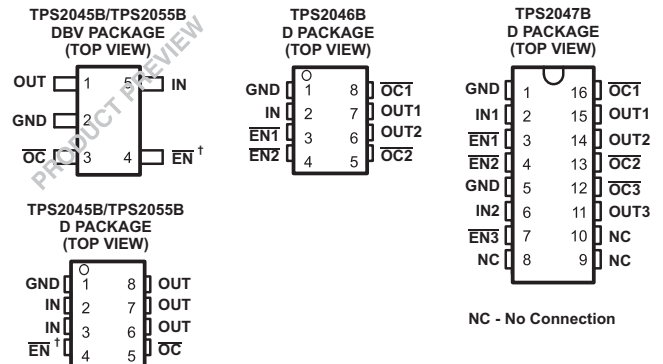 TPS2045B/TPS2055B
DBV PACKAGE
(TOP VIEW)
OUT 1 5 IN
GND 2
OC 3 4 EN †
PRODUCT PREVIEW
TPS2045B/TPS2055B
D PACKAGE
(TOP VIEW)
GND 1 8 OUT
IN 2 7 OUT
IN 3 6 OUT
EN † 4 5 OC
TPS2046B
D PACKAGE
(TOP VIEW)
GND 1 8 OC1
IN 2 7 OUT1
EN1 3 6 OUT2
EN2 4 5 OC2
TPS2047B
D PACKAGE
(TOP VIEW)
GND 1 16 OC1
IN1 2 15 OUT1
EN1 3 14 OUT2
EN2 4 13 OC2
GND 5 12 OC3
IN2 6 11 OUT3
EN3 7 10 NC
NC 8 9 NC
NC - No Connection